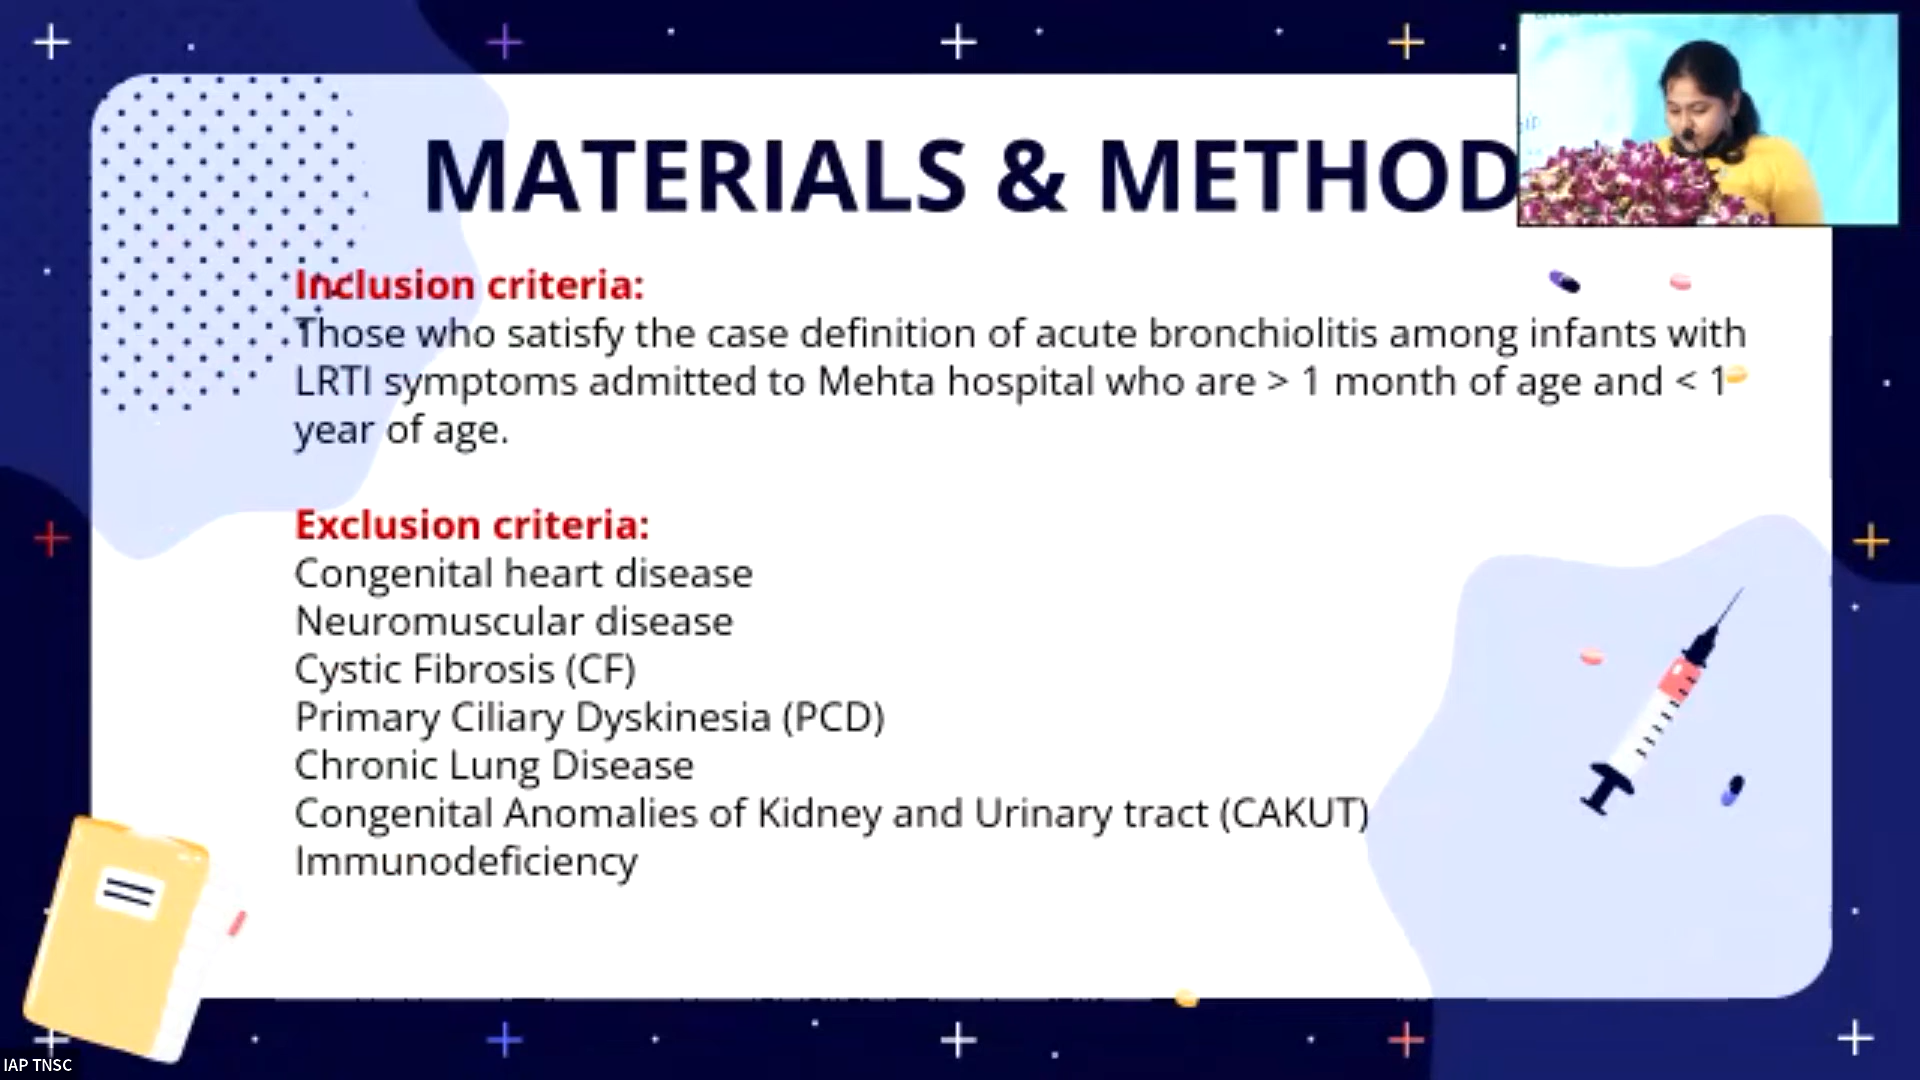 MATERIALS & METHOD
Inclusion criteria:
Those who satisfy the case definition of acute bronchiolitis among infants with
LRTI symptoms admitted to Mehta hospital who are > 1 month of age and < 1
year of age.
Exclusion criteria:
Congenital heart disease
Neuromuscular disease
Cystic Fibrosis (CF)
Primary Ciliary Dyskinesia (PCD)
Chronic Lung Disease
Congenital Anomalies of Kidney and Urinary tract (CAKUT)
Immunodeficiency
IAP TNSC